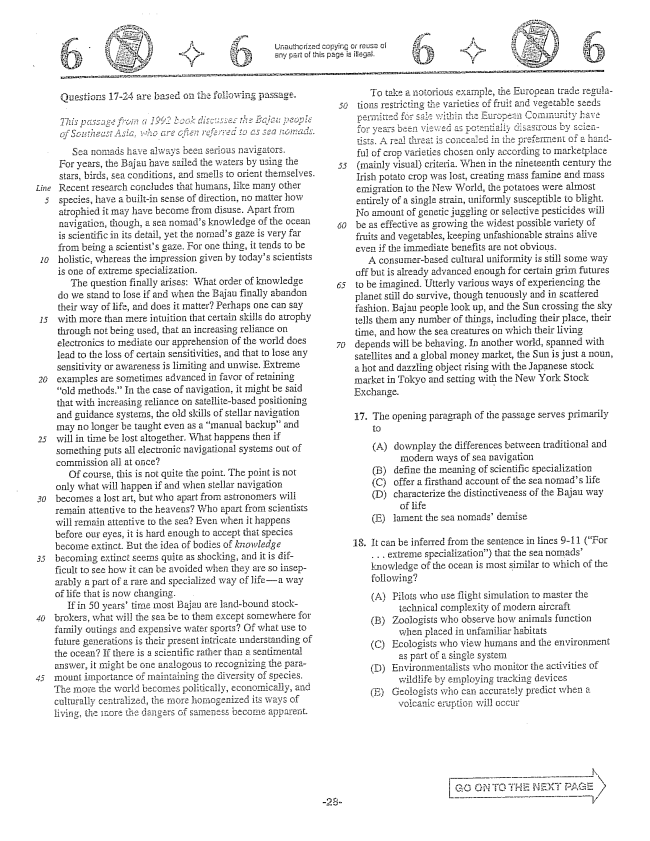 6 6 6 6
Unauthorized copying or reuse of
any part of this page is illegal.
Questions 17-24 are based on the following passage.
This passage from a 1992 book discusses the Bajau people
of Southeast Asia, who are often referred to as sea nomads.
Sea nomads have always been serious navigators.
For years, the Bajau have sailed the waters by using the
stars, birds, sea conditions, and smells to orient themselves.
Line Recent research concludes that humans, like many other
5 species, have a built-in sense of direction, no matter how
atrophied it may have become from disuse. Apart from
navigation, though, a sea nomad's knowledge of the ocean
is scientific in its detail, yet the nomad's gaze is very far
from being a scientist's gaze. For one thing, it tends to be
10 holistic, whereas the impression given by today's scientists
is one of extreme specialization.
The question finally arises: What order of knowledge
do we stand to lose if and when the Bajau finally abandon
their way of life, and does it matter? Perhaps one can say
15 with more than mere intuition that certain skills do atrophy
through not being used, that an increasing reliance on
electronics to mediate our apprehension of the world does
lead to the loss of certain sensitivities, and that to lose any
sensitivity or awareness is limiting and unwise. Extreme
20 examples are sometimes advanced in favor of retaining
"old methods." In the case of navigation, it might be said
that with increasing reliance on satellite-based positioning
and guidance systems, the old skills of stellar navigation
may no longer be taught even as a "manual backup" and
25 will in time be lost altogether. What happens then if
something puts all electronic navigational systems out of
commission all at once?
Of course, this is not quite the point. The point is not
only what will happen if and when stellar navigation
30 becomes a lost art, but who apart from astronomers will
remain attentive to the heavens? Who apart from scientists
will remain attentive to the sea? Even when it happens
before our eyes, it is hard enough to accept that species
become extinct. But the idea of bodies of knowledge
35 becoming extinct seems quite as shocking, and it is dif-
ficult to see how it can be avoided when they are so insep-
arably a part of a rare and specialized way of life—a way
of life that is now changing.
If in 50 years' time most Bajau are land-bound stock-
40 brokers, what will the sea be to them except somewhere for
family outings and expensive water sports? Of what use to
future generations is their present intricate understanding of
the ocean? If there is a scientific rather than a sentimental
answer, it might be one analogous to recognizing the para-
45 mount importance of maintaining the diversity of species.
The more the world becomes politically, economically, and
culturally centralized, the more homogenized its ways of
living, the more the dangers of sameness become apparent.
To take a notorious example, the European trade regula-
50 tions restricting the varieties of fruit and vegetable seeds
permitted for sale within the European Community have
for years been viewed as potentially disastrous by scien-
tists. A real threat is concealed in the preferment of a hand-
ful of crop varieties chosen only according to marketplace
55 (mainly visual) criteria. When in the nineteenth century the
Irish potato crop was lost, creating mass famine and mass
emigration to the New World, the potatoes were almost
entirely of a single strain, uniformly susceptible to blight.
No amount of genetic juggling or selective pesticides will
60 be as effective as growing the widest possible variety of
fruits and vegetables, keeping unfashionable strains alive
even if the immediate benefits are not obvious.
A consumer-based cultural uniformity is still some way
off but is already advanced enough for certain grim futures
65 to be imagined. Utterly various ways of experiencing the
planet still do survive, though tenuously and in scattered
fashion. Bajau people look up, and the Sun crossing the sky
tells them any number of things, including their place, their
time, and how the sea creatures on which their living
70 depends will be behaving. In another world, spanned with
satellites and a global money market, the Sun is just a noun,
a hot and dazzling object rising with the Japanese stock
market in Tokyo and setting with the New York Stock
Exchange.
17. The opening paragraph of the passage serves primarily
to
(A) downplay the differences between traditional and
modern ways of sea navigation
(B) define the meaning of scientific specialization
(C) offer a firsthand account of the sea nomad's life
(D) characterize the distinctiveness of the Bajau way
of life
(E) lament the sea nomads' demise
18. It can be inferred from the sentence in lines 9-11 ("For
. . . extreme specialization") that the sea nomads'
knowledge of the ocean is most similar to which of the
following?
(A) Pilots who use flight simulation to master the
technical complexity of modern aircraft
(B) Zoologists who observe how animals function
when placed in unfamiliar habitats
(C) Ecologists who view humans and the environment
as part of a single system
(D) Environmentalists who monitor the activities of
wildlife by employing tracking devices
(E) Geologists who can accurately predict when a
volcanic eruption will occur
GO ON TO THE NEXT PAGE
-28-